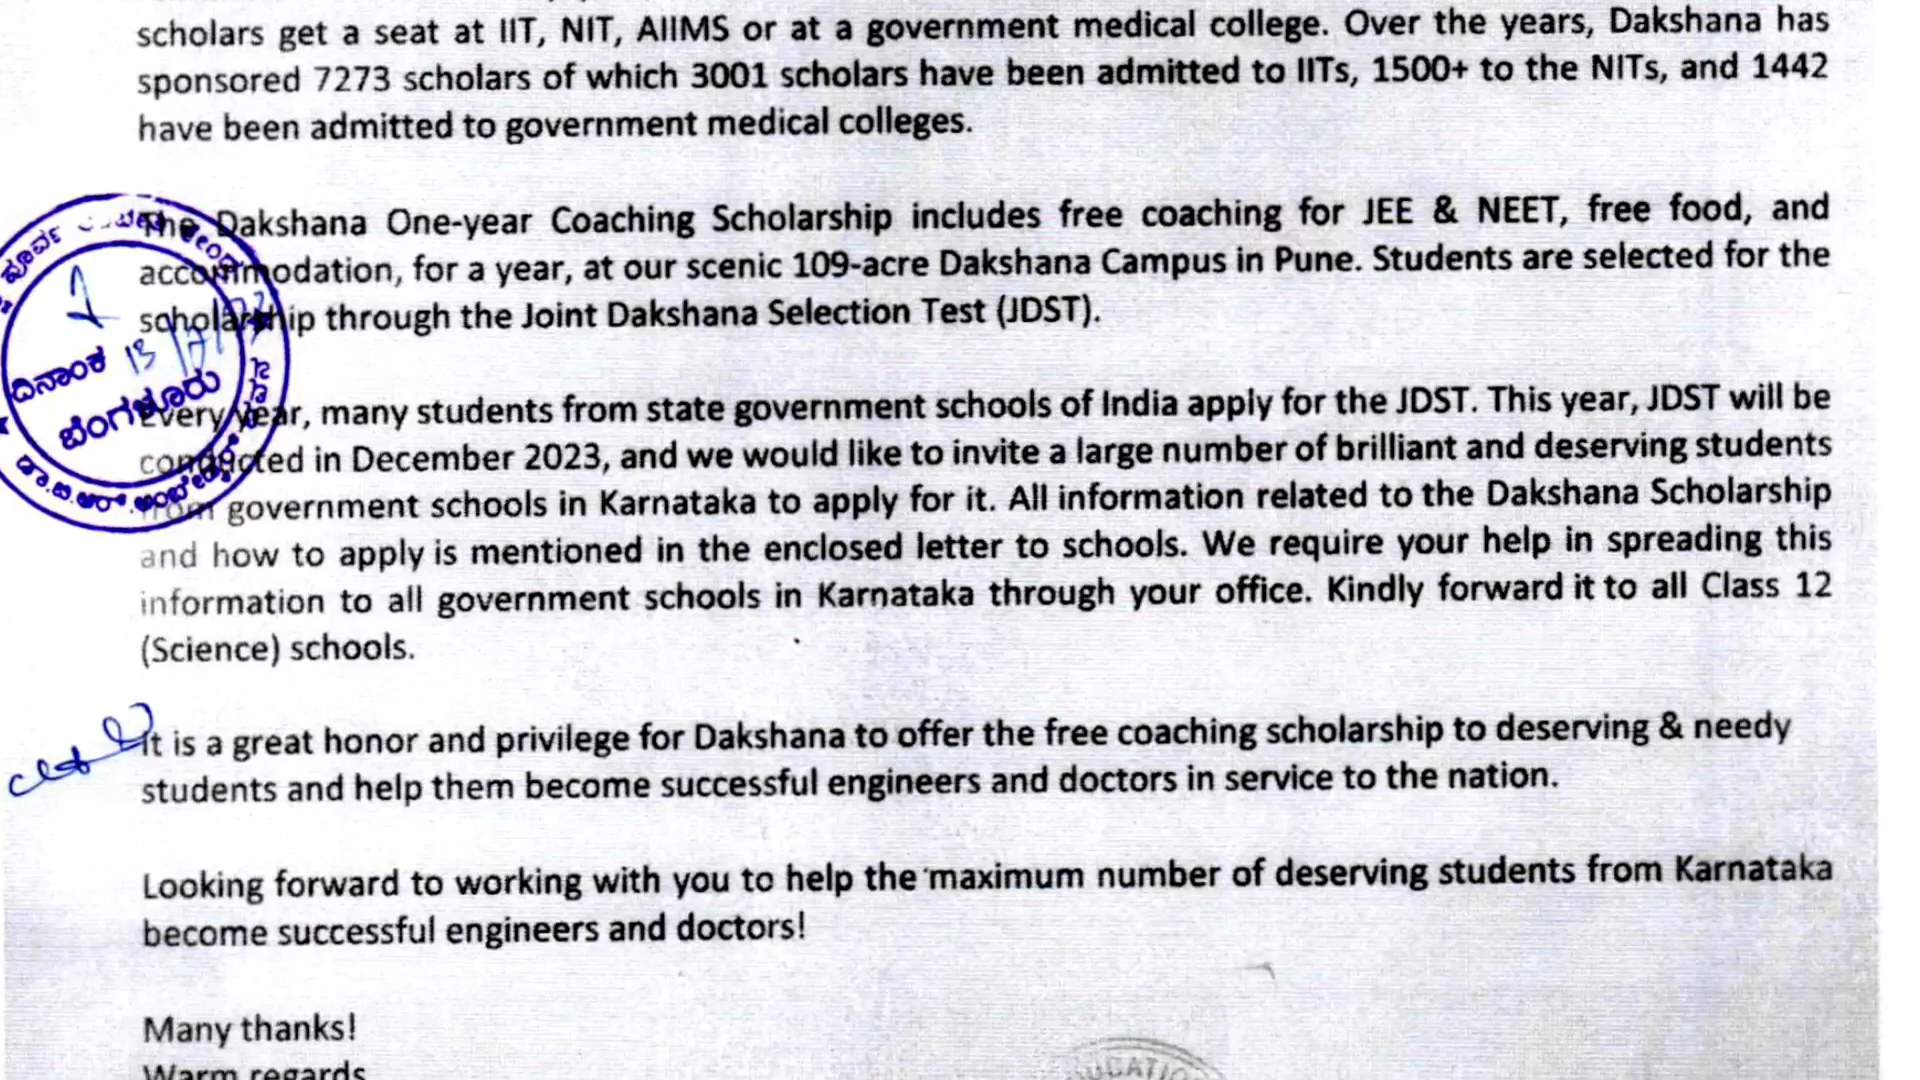 scholars get a seat at IIT, NIT, AIIMS or at a government medical college. Over the years, Dakshana has
sponsored 7273 scholars of which 3001 scholars have been admitted to IITs, 1500+ to the NITs, and 1442
have been admitted to government medical colleges.
The Dakshana One-year Coaching Scholarship includes free coaching for JEE & NEET, free food, and
accommodation, for a year, at our scenic 109-acre Dakshana Campus in Pune. Students are selected for the
scholarship through the Joint Dakshana Selection Test (JDST).
ದಿನಾಂಕ
ಬೆಂಗಳೂರು
Every year, many students from state government schools of India apply for the JDST. This year, JDST will be
conducted in December 2023, and we would like to invite a large number of brilliant and deserving students
from government schools in Karnataka to apply for it. All information related to the Dakshana Scholarship
and how to apply is mentioned in the enclosed letter to schools. We require your help in spreading this
information to all government schools in Karnataka through your office. Kindly forward it to all Class 12
(Science) schools.
It is a great honor and privilege for Dakshana to offer the free coaching scholarship to deserving & needy
students and help them become successful engineers and doctors in service to the nation.
Looking forward to working with you to help the maximum number of deserving students from Karnataka
become successful engineers and doctors!
Many thanks!
Warm regards